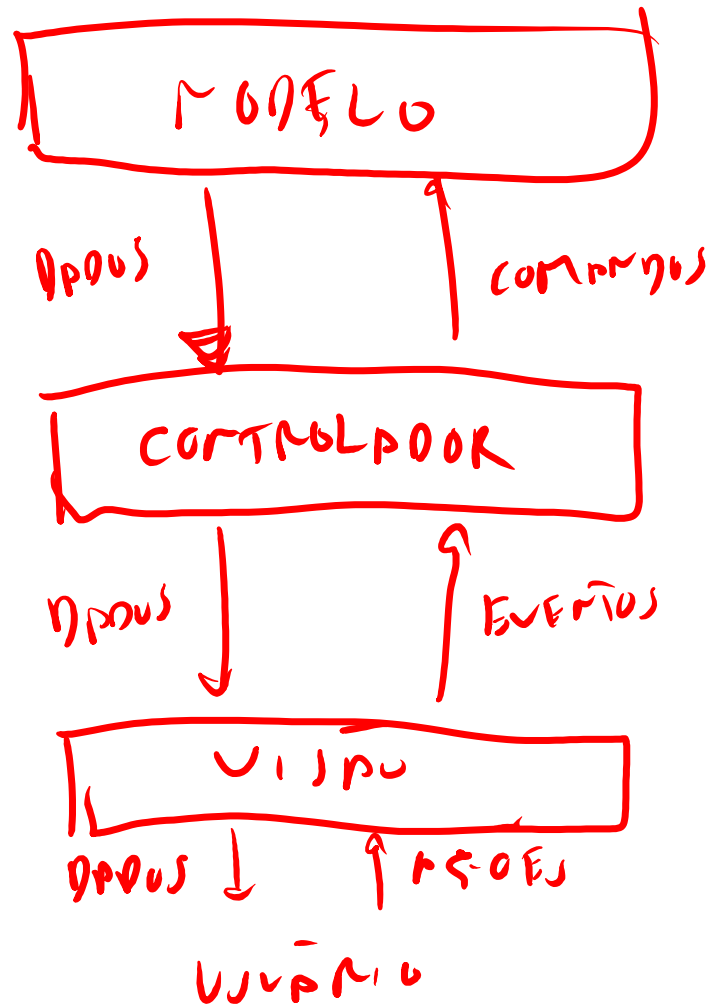 MODELO
DADOS COMANDOS
CONTROLADOR
DADOS EVENTOS
VISÃO
DADOS AÇÕES
USUÁRIO